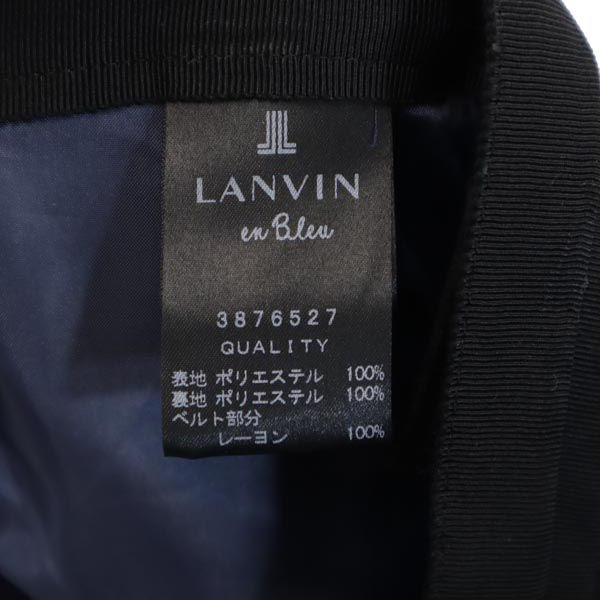 LANVIN
en Bleu
3876527
QUALITY
表地 ポリエステル 100%
裏地 ポリエステル 100%
ベルト部分
レーヨン 100%